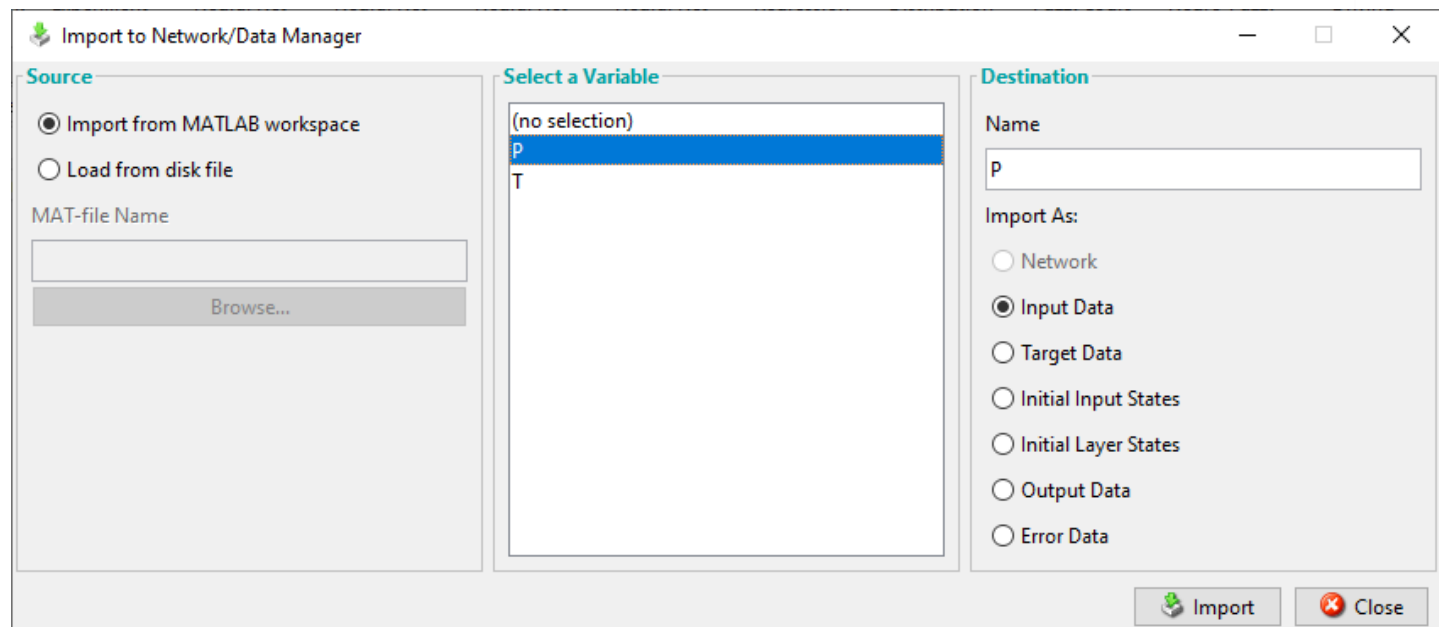 Import to Network/Data Manager
Source
Import from MATLAB workspace
Load from disk file
MAT-file Name
Browse...
Select a Variable
(no selection)
P
T
Destination
Name
P
Import As:
Network
Input Data
Target Data
Initial Input States
Initial Layer States
Output Data
Error Data
Import
Close